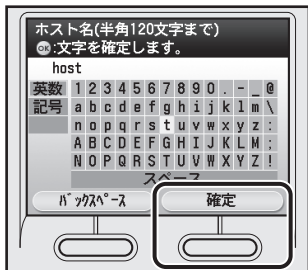 ホスト名(半角120文字まで)
OK:文字を確定します。
host
英数 1 2 3 4 5 6 7 8 9 0 . - _ @
記号 a b c d e f g h i j k l m \
n o p q r s t u v w x y z :
A B C D E F G H I J K L M ;
N O P Q R S T U V W X Y Z !
スペース
バックスペース 確定